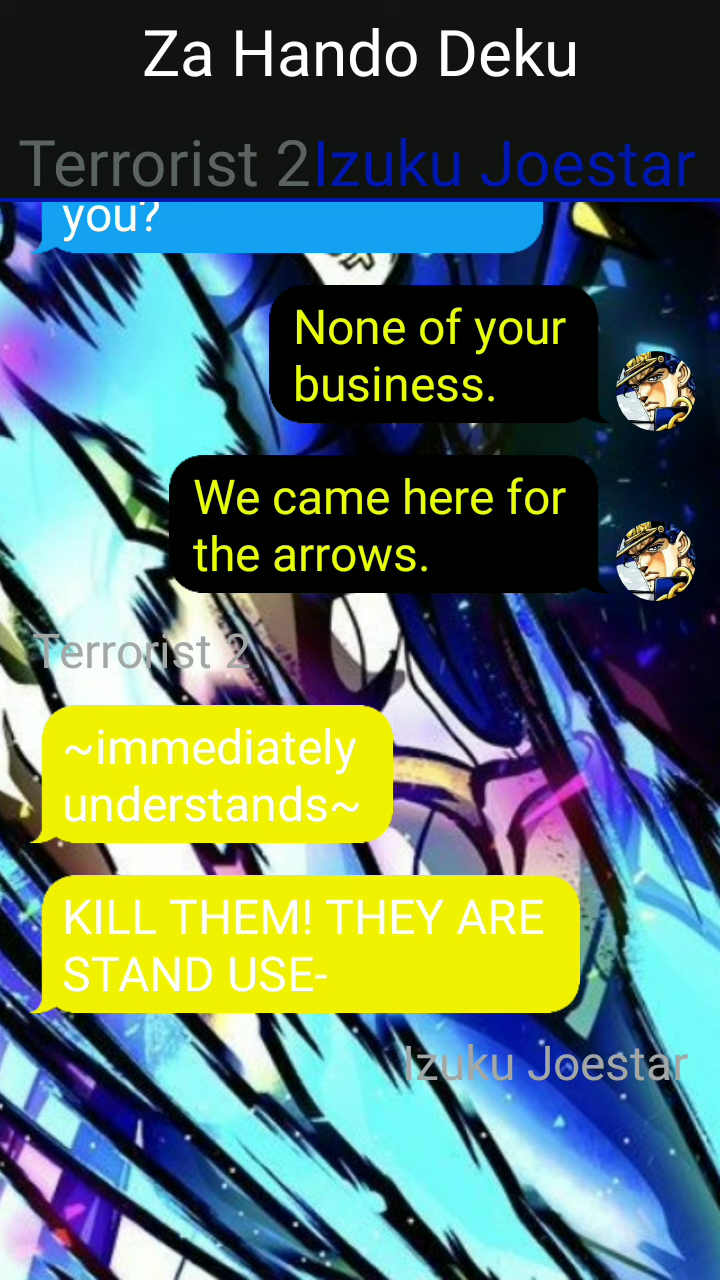 Za Hando Deku
Terrorist 2Izuku Joestar
you?
None of your
business.
We came here for
the arrows.
Terrorist 2
~immediately
understands~
KILL THEM! THEY ARE
STAND USE-
Izuku Joestar